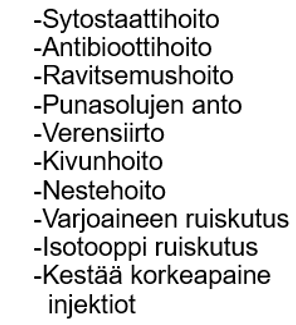 -Sytostaattihoito
-Antibioottihoito
-Ravitsemushoito
-Punasolujen anto
-Verensiirto
-Kivunhoito
-Nestehoito
-Varjoaineen ruiskutus
-Isotooppi ruiskutus
-Kestää korkeapaine
injektiot